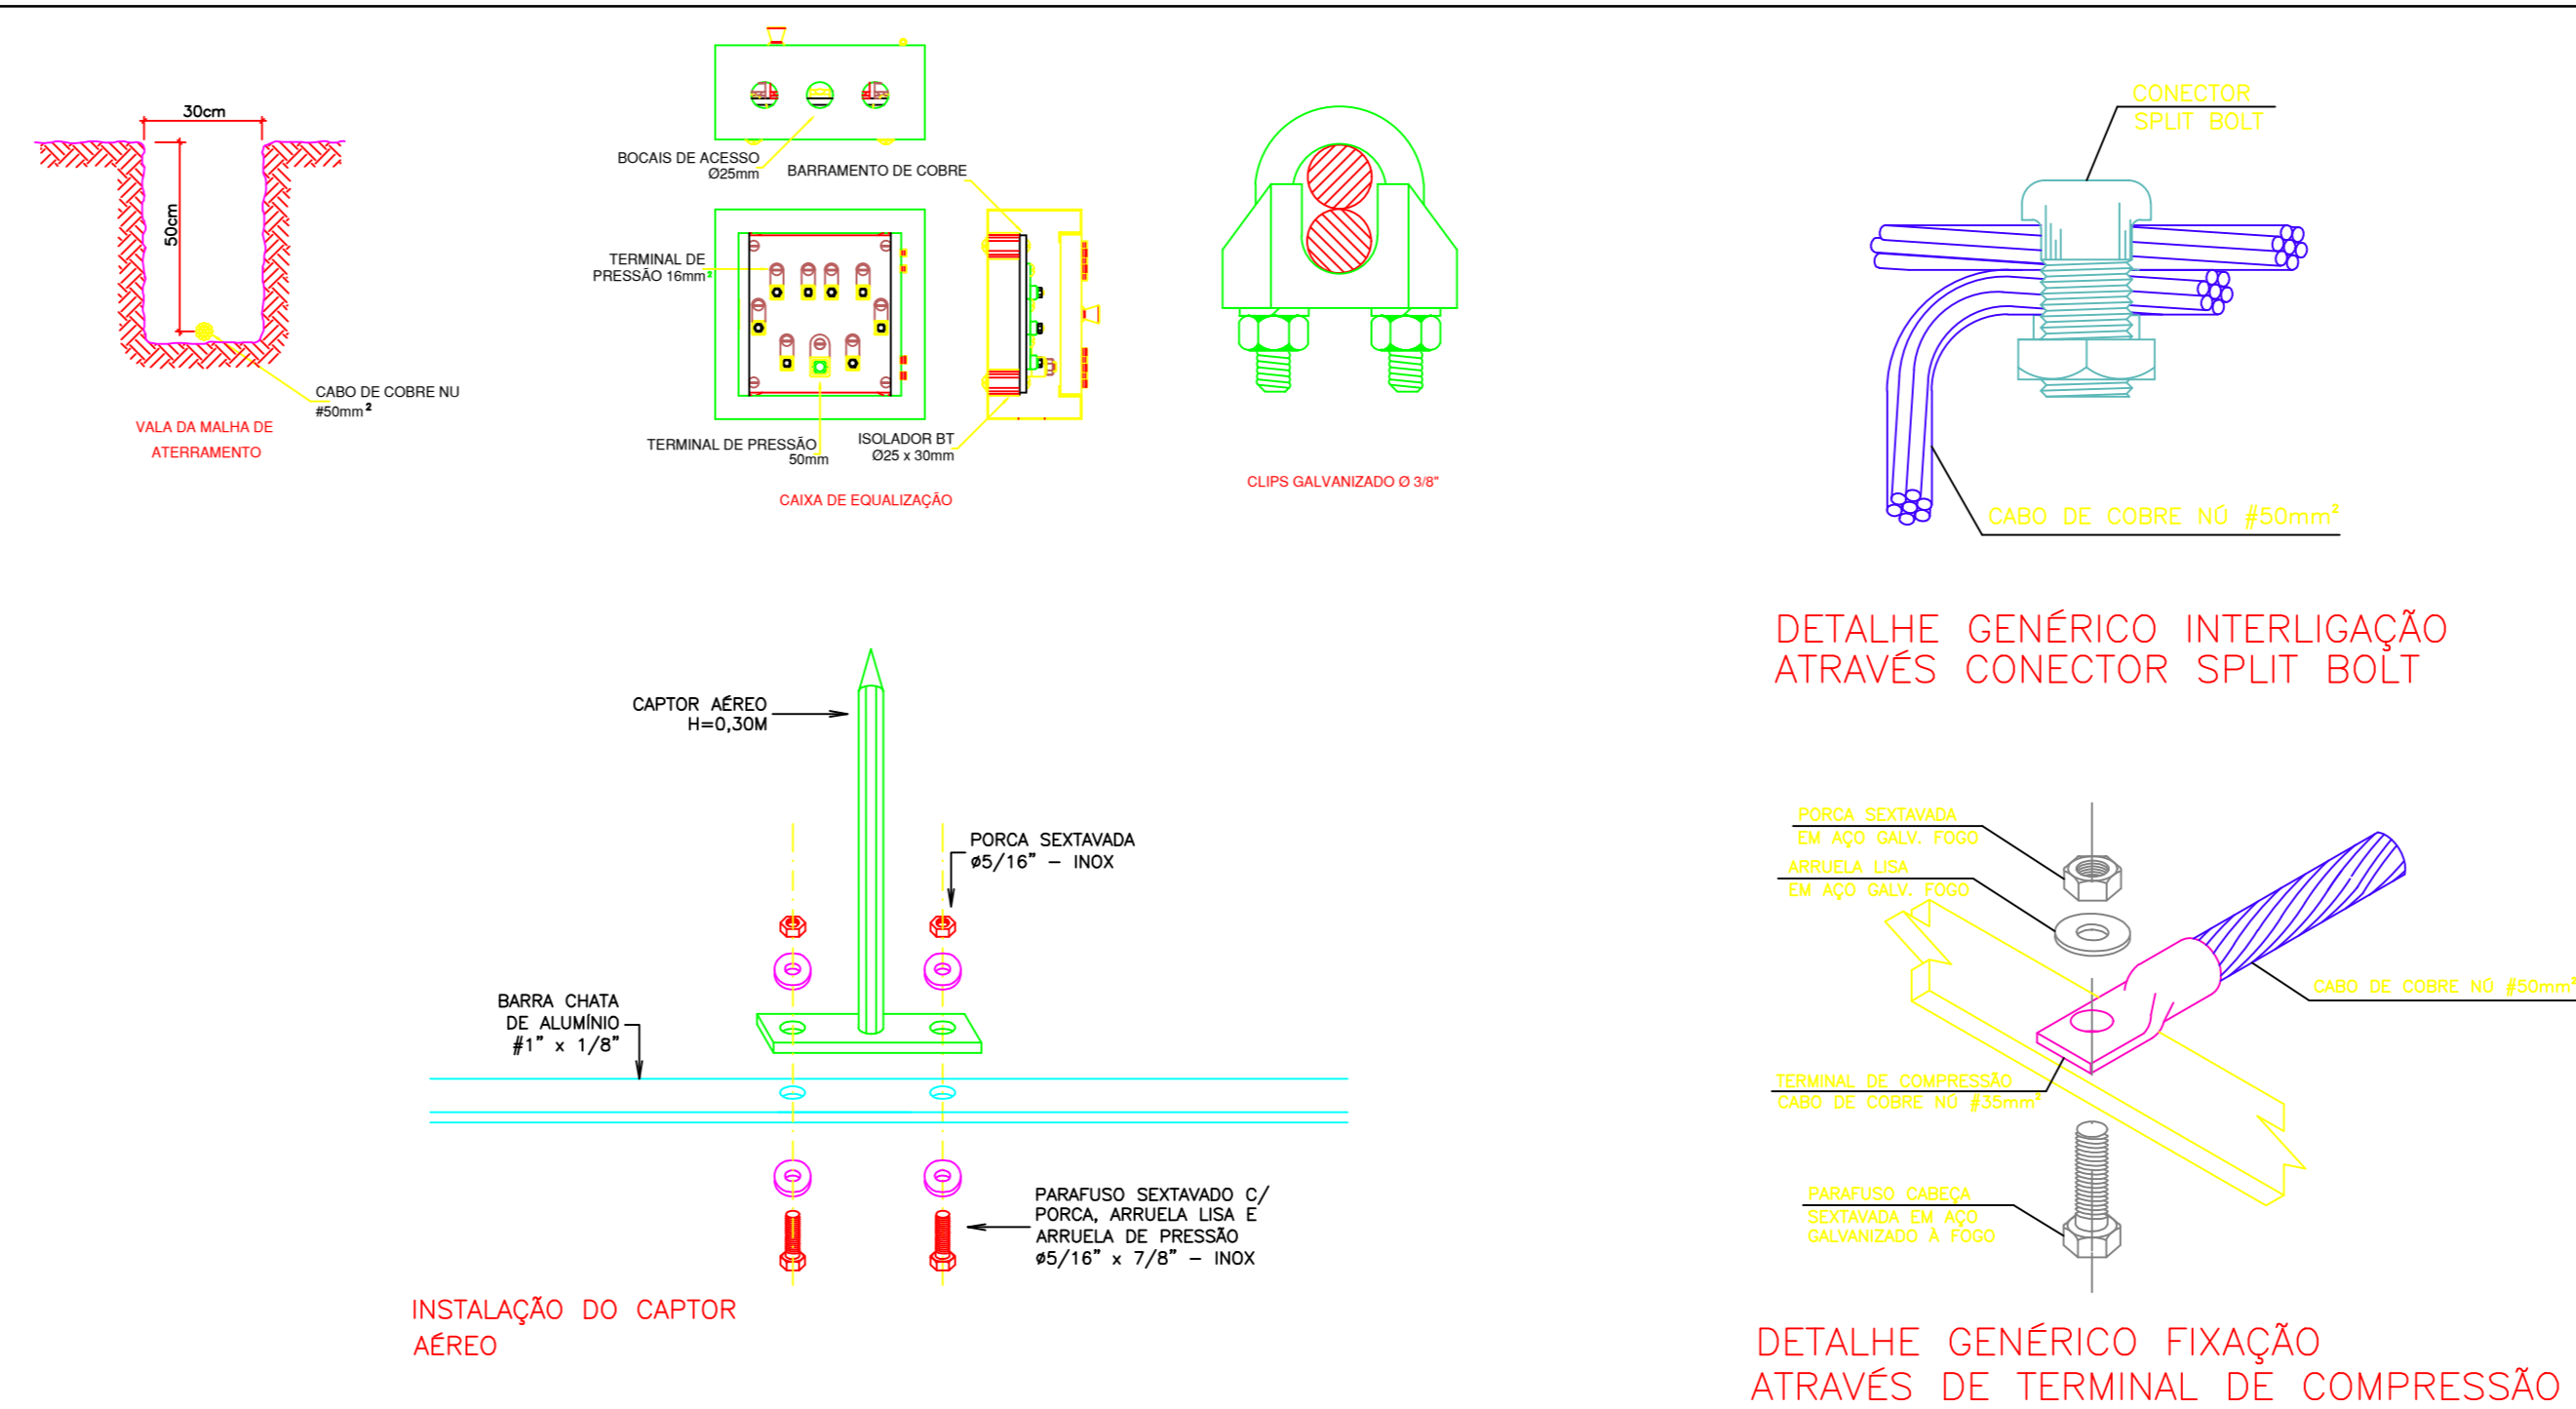 30cm
50cm
CABO DE COBRE NU
#50mm²
VALA DA MALHA DE
ATERRAMENTO
BOCAIS DE ACESSO
Ø25mm
BARRAMENTO DE COBRE
TERMINAL DE
PRESSÃO 16mm²
TERMINAL DE PRESSÃO
50mm
ISOLADOR BT
Ø25 x 30mm
CAIXA DE EQUALIZAÇÃO
CLIPS GALVANIZADO Ø 3/8"
CONECTOR
SPLIT BOLT
CABO DE COBRE NÚ #50mm²
DETALHE GENÉRICO INTERLIGAÇÃO
ATRAVÉS CONECTOR SPLIT BOLT
CAPTOR AÉREO
H=0,30M
PORCA SEXTAVADA
ø5/16" - INOX
BARRA CHATA
DE ALUMÍNIO
#1" x 1/8"
PARAFUSO SEXTAVADO C/
PORCA, ARRUELA LISA E
ARRUELA DE PRESSÃO
ø5/16" x 7/8" - INOX
INSTALAÇÃO DO CAPTOR
AÉREO
PORCA SEXTAVADA
EM AÇO GALV. FOGO
ARRUELA LISA
EM AÇO GALV. FOGO
CABO DE COBRE NÚ #50mm²
TERMINAL DE COMPRESSÃO
CABO DE COBRE NÚ #35mm²
PARAFUSO CABEÇA
SEXTAVADA EM AÇO
GALVANIZADO À FOGO
DETALHE GENÉRICO FIXAÇÃO
ATRAVÉS DE TERMINAL DE COMPRESSÃO